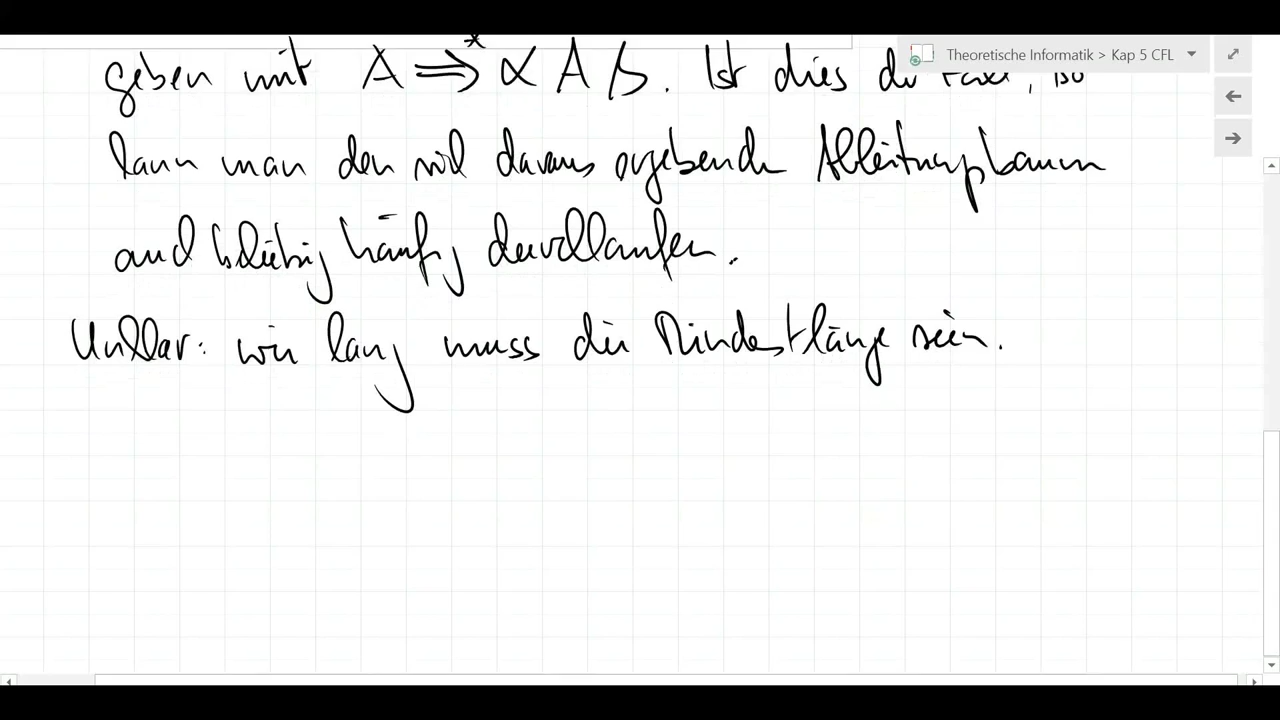 Theoretische Informatik > Kap 5 CFL
geben mit A ⇒* α A β. Ist dies der Fall, so
kann man den sich daraus ergebende Ableitungsbaum
auch beliebig häufig durchlaufen.
Unklar: wie lang muss die Mindestlänge sein.